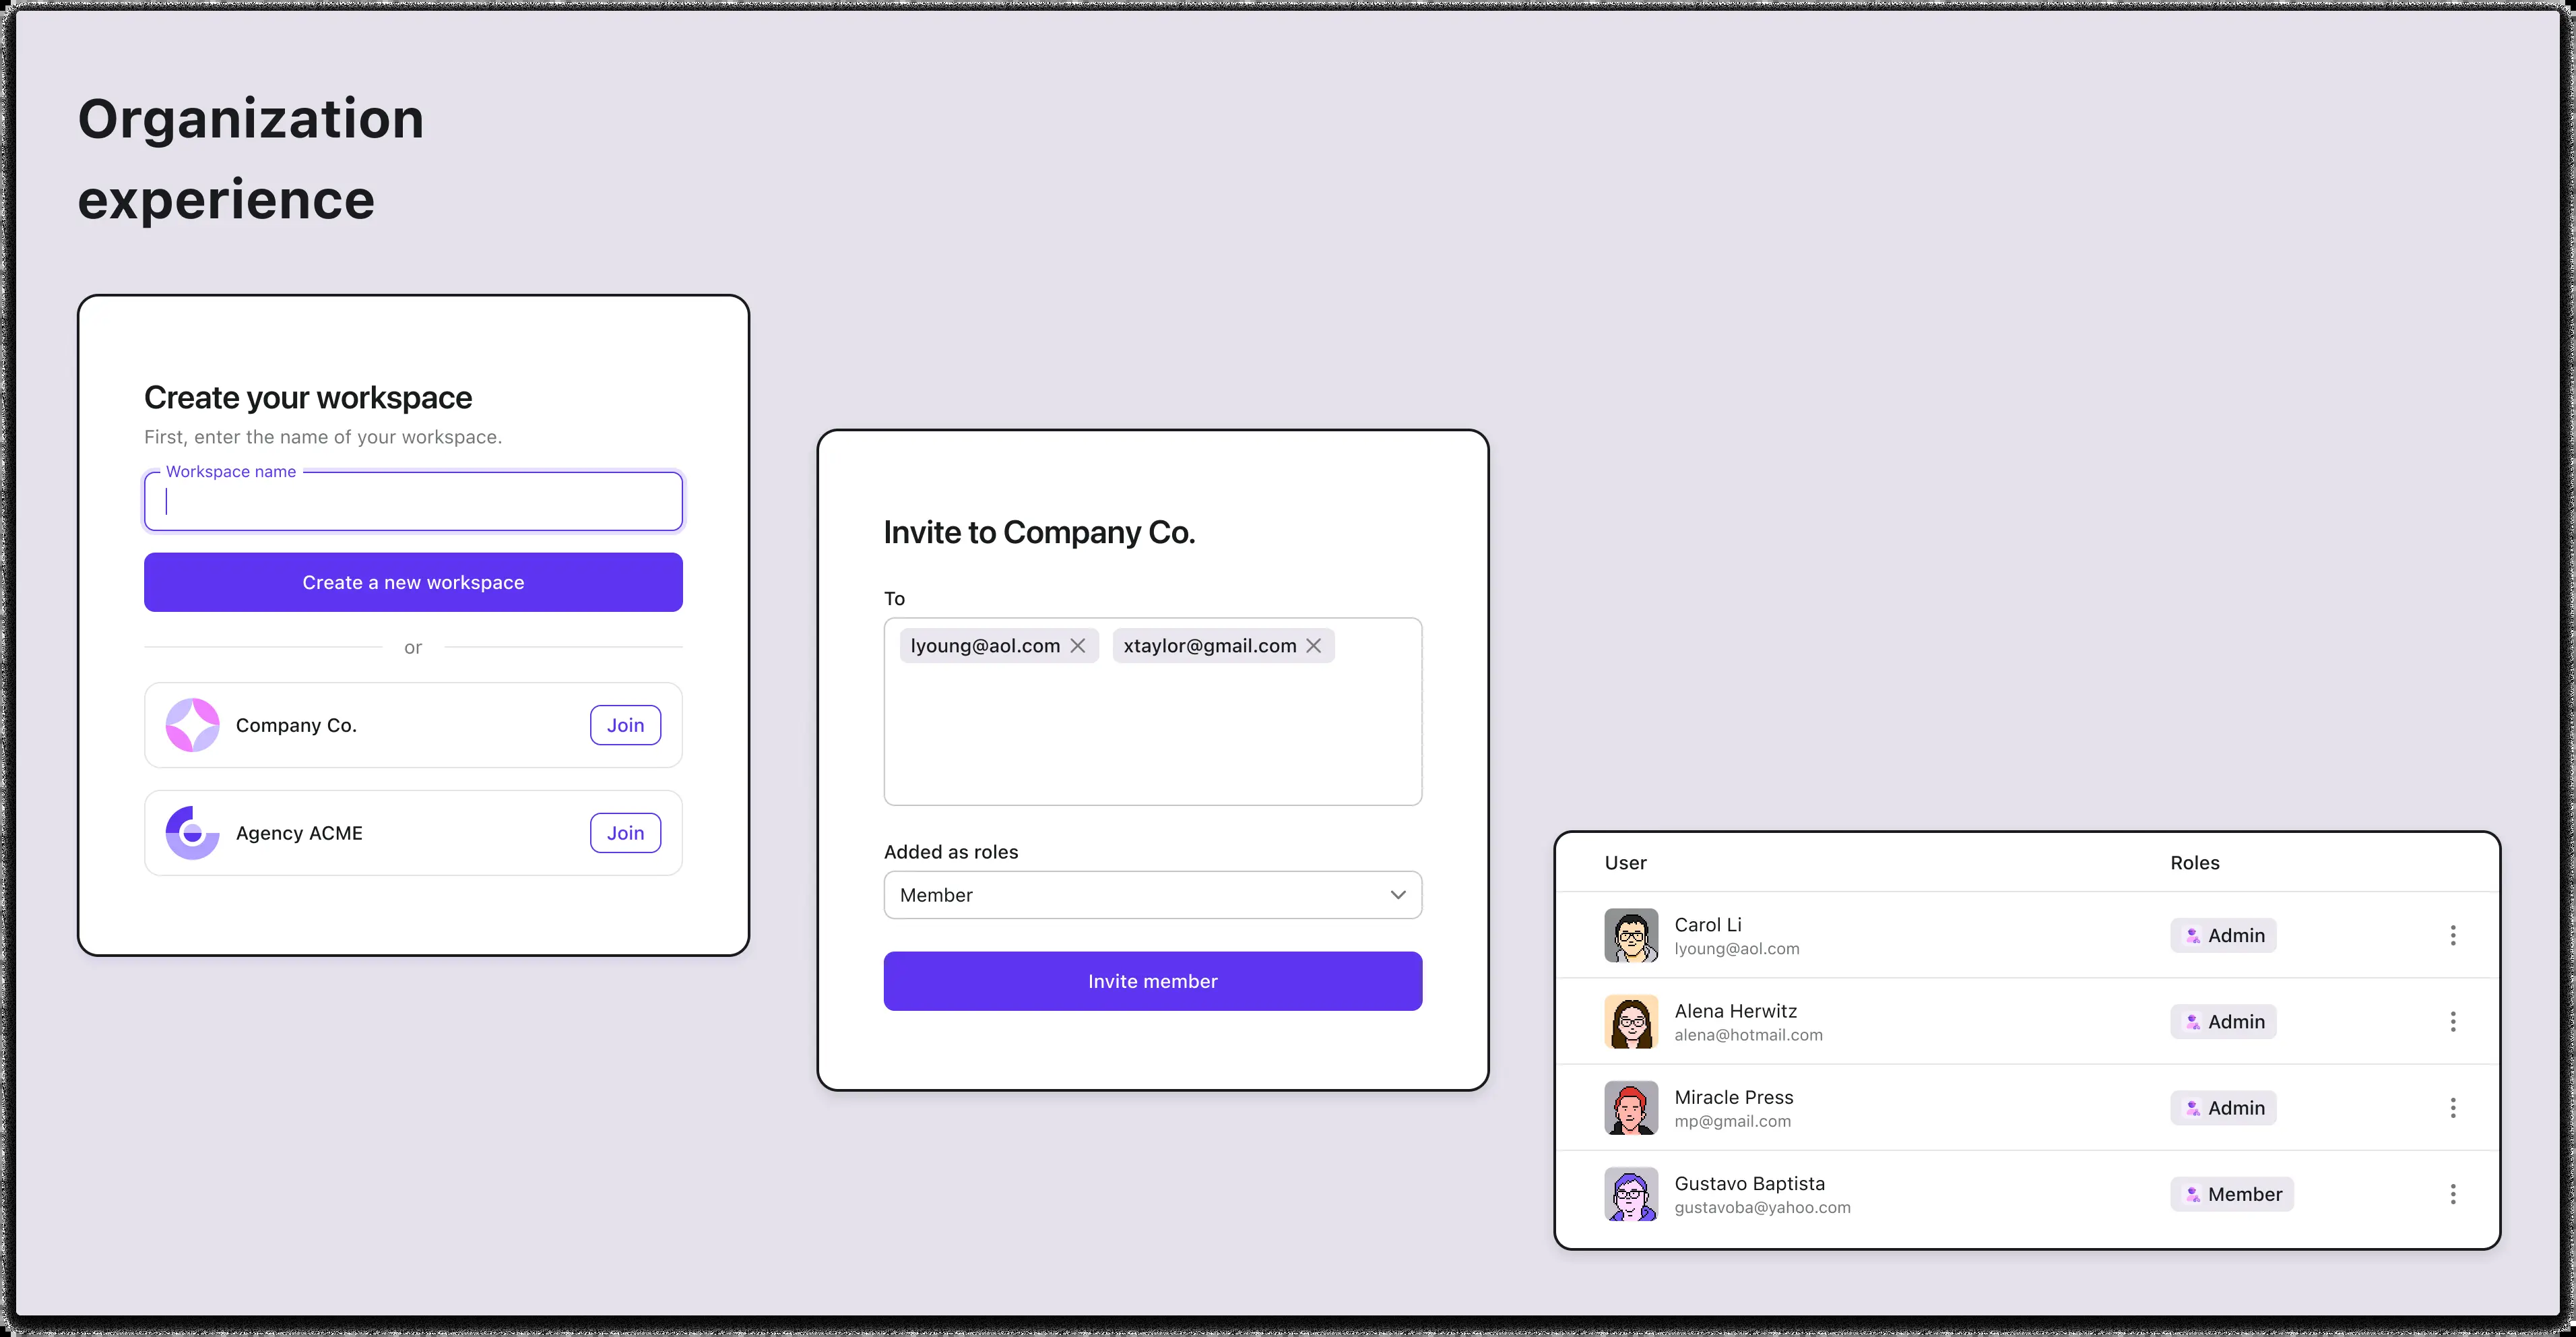 Organization
experience
Create your workspace
First, enter the name of your workspace.
Workspace name
Create a new workspace
or
Company Co.
Join
Agency ACME
Join
Invite to Company Co.
To
lyoung@aol.com
xtaylor@gmail.com
Added as roles
Member
Invite member
User
Roles
Carol Li
lyoung@aol.com
Admin
Alena Herwitz
alena@hotmail.com
Admin
Miracle Press
mp@gmail.com
Admin
Gustavo Baptista
gustavoba@yahoo.com
Member